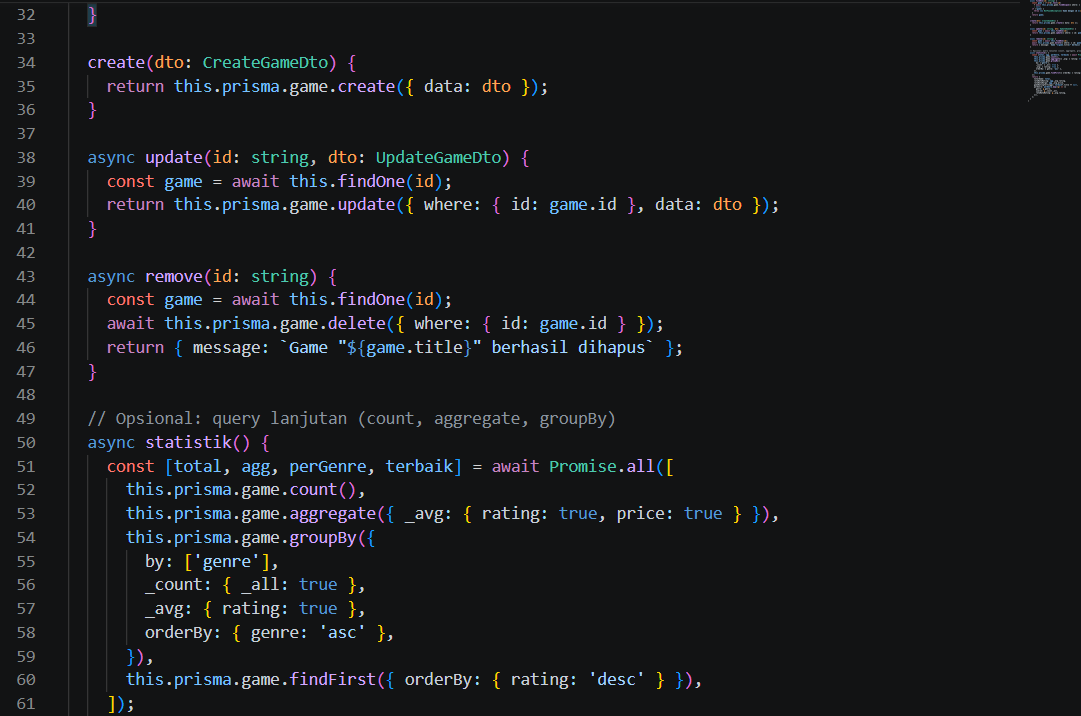 32 }
33
34 create(dto: CreateGameDto) {
35 return this.prisma.game.create({ data: dto });
36 }
37
38 async update(id: string, dto: UpdateGameDto) {
39 const game = await this.findOne(id);
40 return this.prisma.game.update({ where: { id: game.id }, data: dto });
41 }
42
43 async remove(id: string) {
44 const game = await this.findOne(id);
45 await this.prisma.game.delete({ where: { id: game.id } });
46 return { message: `Game "${game.title}" berhasil dihapus` };
47 }
48
49 // Opsional: query lanjutan (count, aggregate, groupBy)
50 async statistik() {
51 const [total, agg, perGenre, terbaik] = await Promise.all([
52 this.prisma.game.count(),
53 this.prisma.game.aggregate({ _avg: { rating: true, price: true } }),
54 this.prisma.game.groupBy({
55 by: ['genre'],
56 _count: { _all: true },
57 _avg: { rating: true },
58 orderBy: { genre: 'asc' },
59 }),
60 this.prisma.game.findFirst({ orderBy: { rating: 'desc' } }),
61 ]);